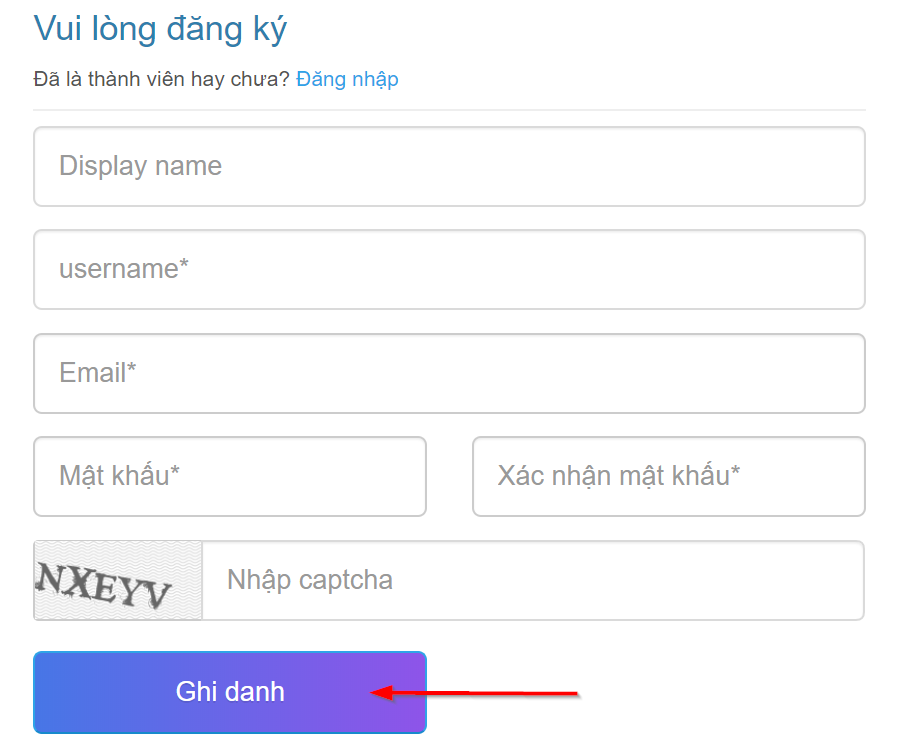 Vui lòng đăng ký
Đã là thành viên hay chưa? Đăng nhập
Display name
username*
Email*
Mật khẩu* Xác nhận mật khẩu*
NXEYV Nhập captcha
Ghi danh